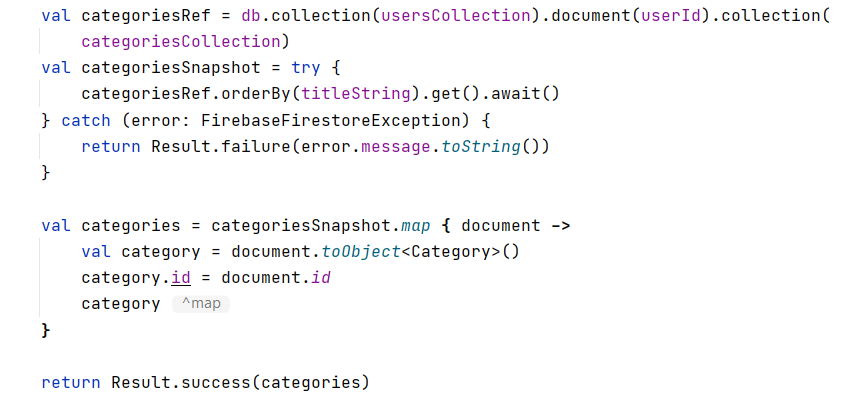 val categoriesRef = db.collection(usersCollection).document(userId).collection(
    categoriesCollection)
val categoriesSnapshot = try {
    categoriesRef.orderBy(titleString).get().await()
} catch (error: FirebaseFirestoreException) {
    return Result.failure(error.message.toString())
}

val categories = categoriesSnapshot.map { document ->
    val category = document.toObject<Category>()
    category.id = document.id
    category ^map
}

return Result.success(categories)